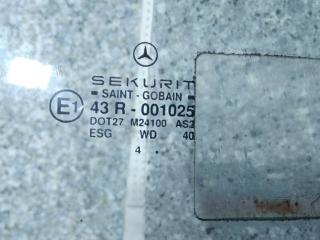 SEKURIT
SAINT - GOBAIN
E1 43 R - 001025
DOT27 M24100 AS2
ESG WD 40
4 .